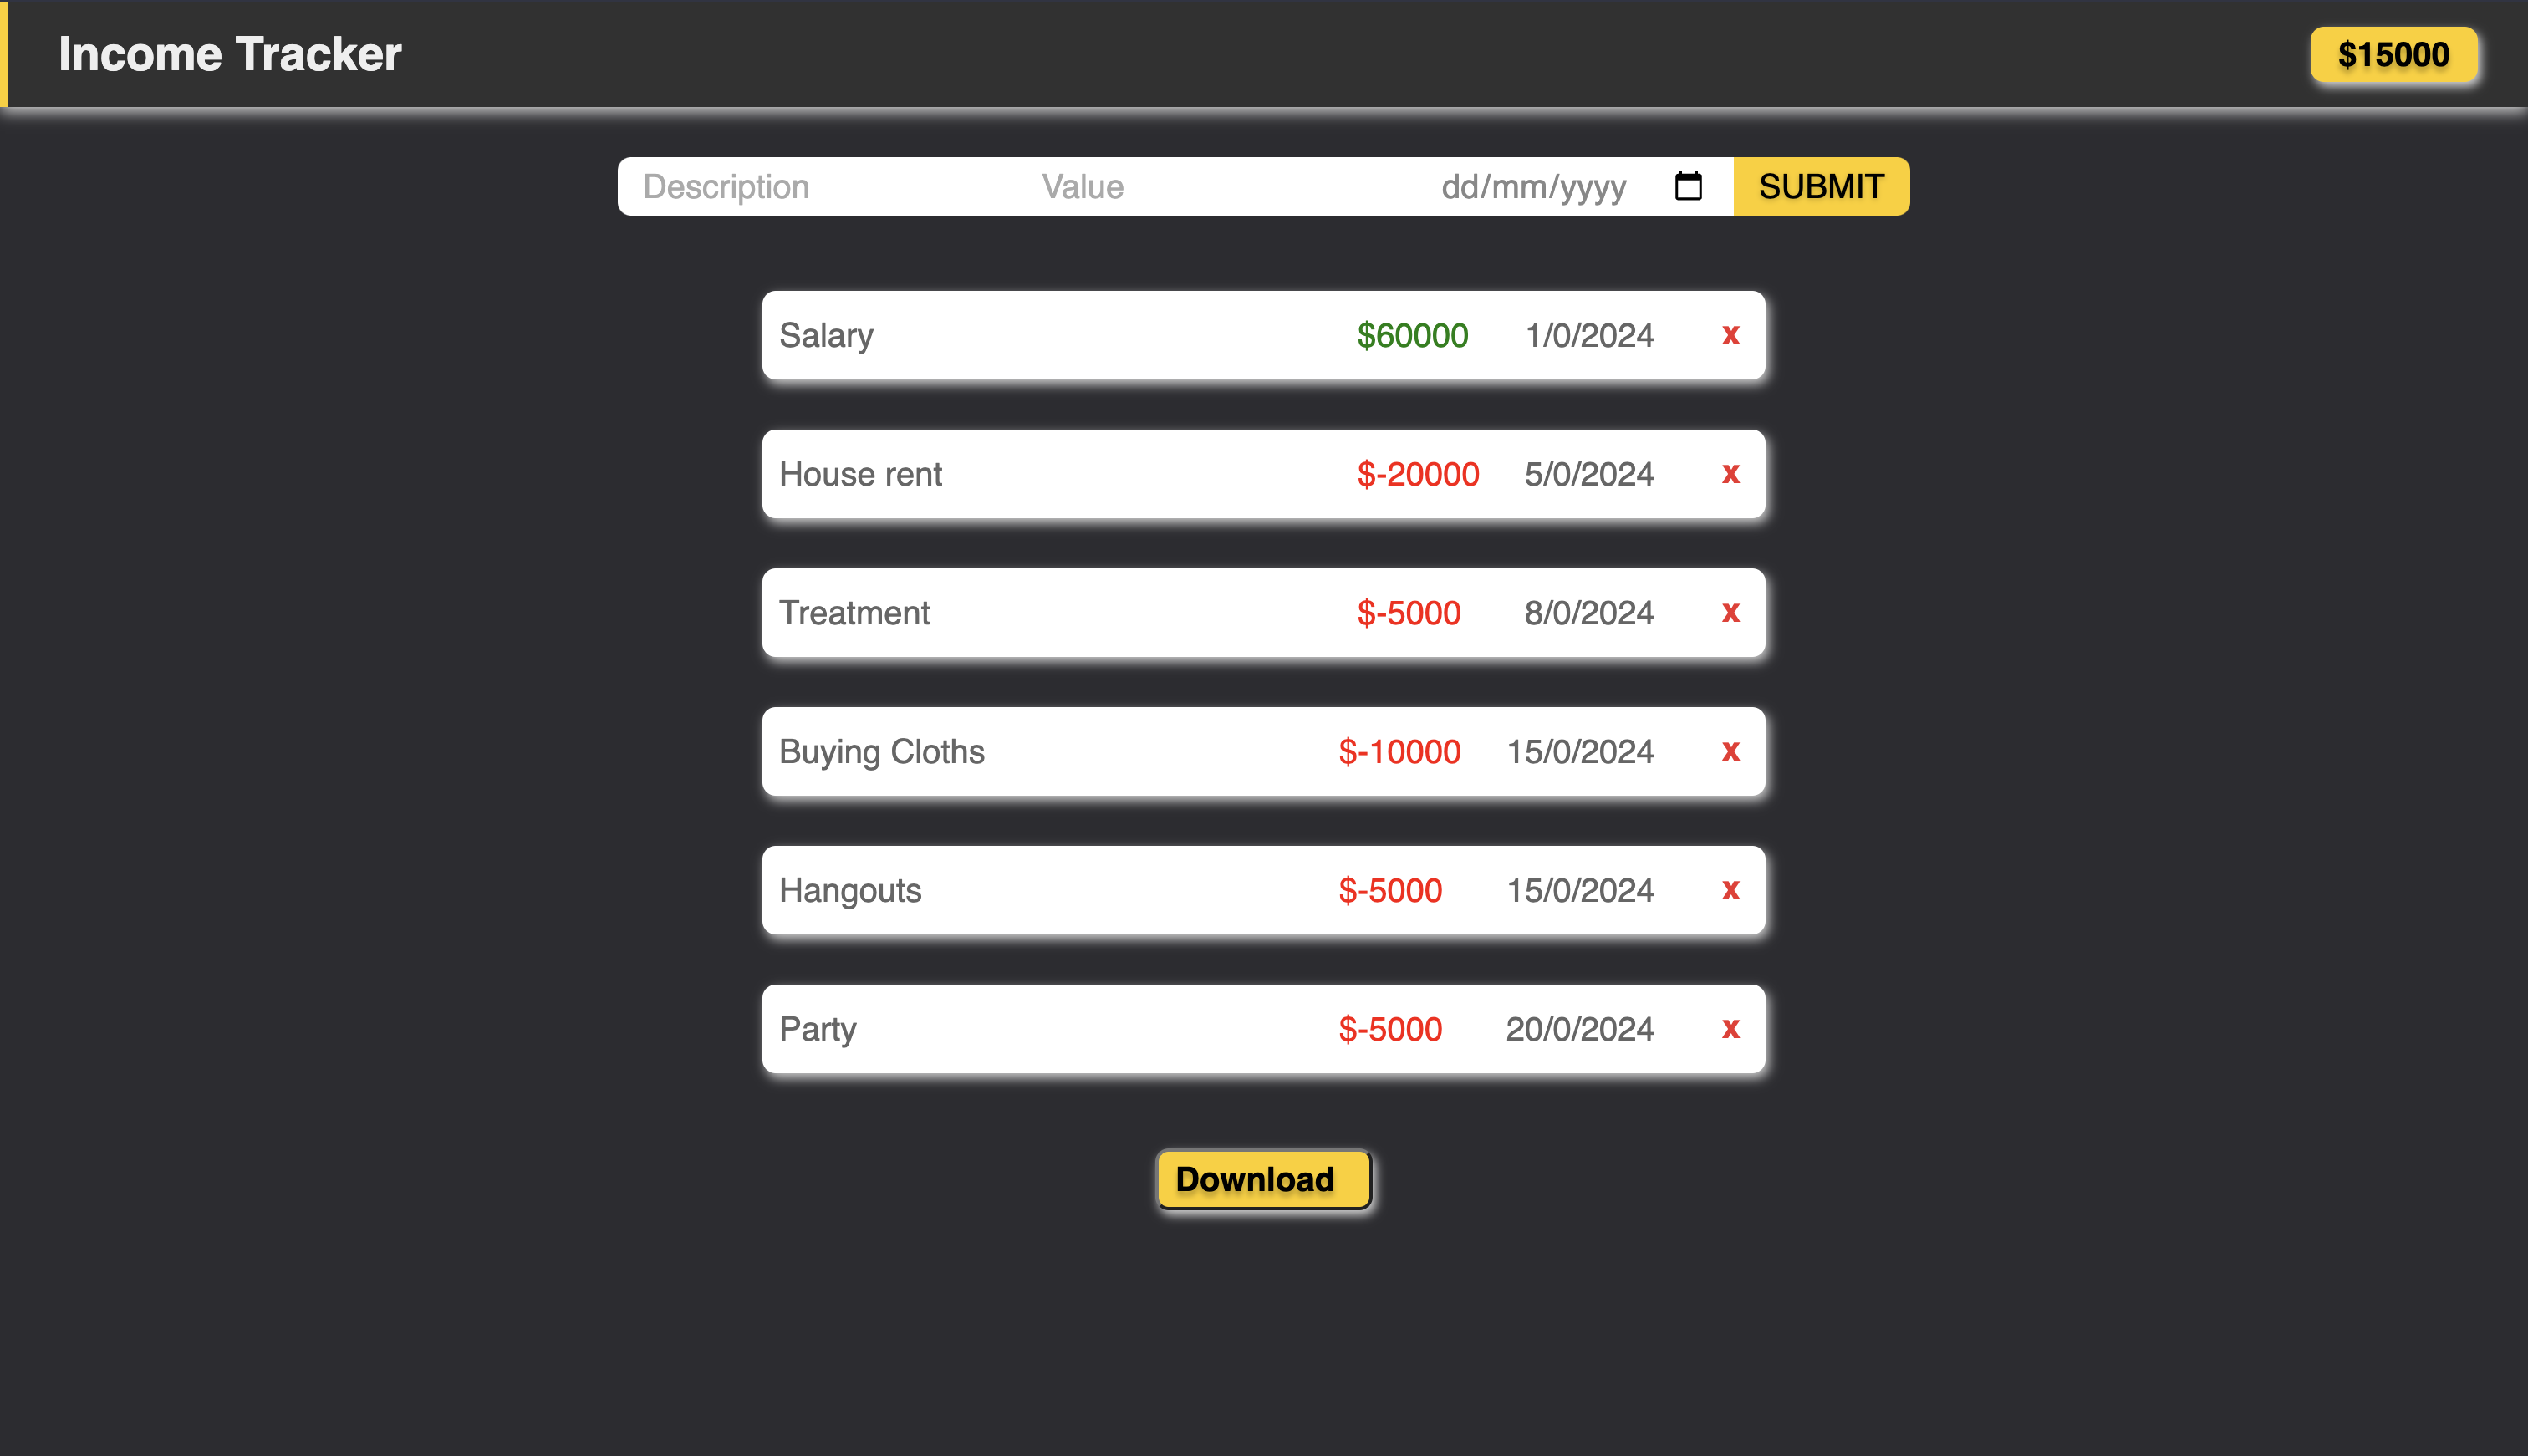 Income Tracker $15000
Description Value dd/mm/yyyy SUBMIT
Salary $60000 1/0/2024 x
House rent $-20000 5/0/2024 x
Treatment $-5000 8/0/2024 x
Buying Cloths $-10000 15/0/2024 x
Hangouts $-5000 15/0/2024 x
Party $-5000 20/0/2024 x
Download